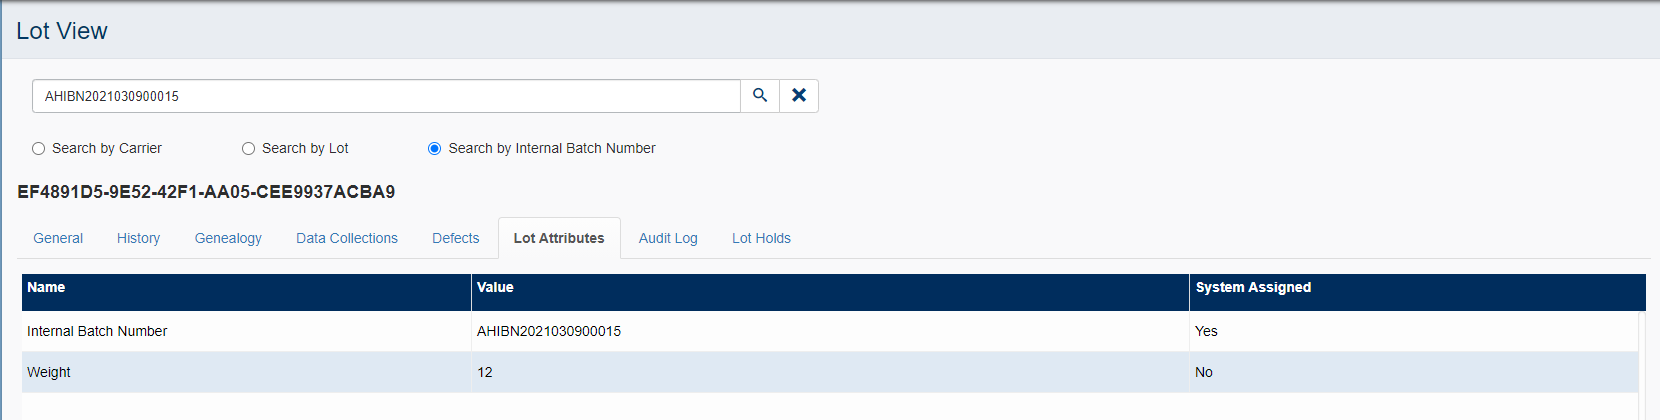 Lot View
AHIBN2021030900015
Search by Carrier Search by Lot Search by Internal Batch Number
EF4891D5-9E52-42F1-AA05-CEE9937ACBA9
General History Genealogy Data Collections Defects Lot Attributes Audit Log Lot Holds
Name Value System Assigned
Internal Batch Number AHIBN2021030900015 Yes
Weight 12 No